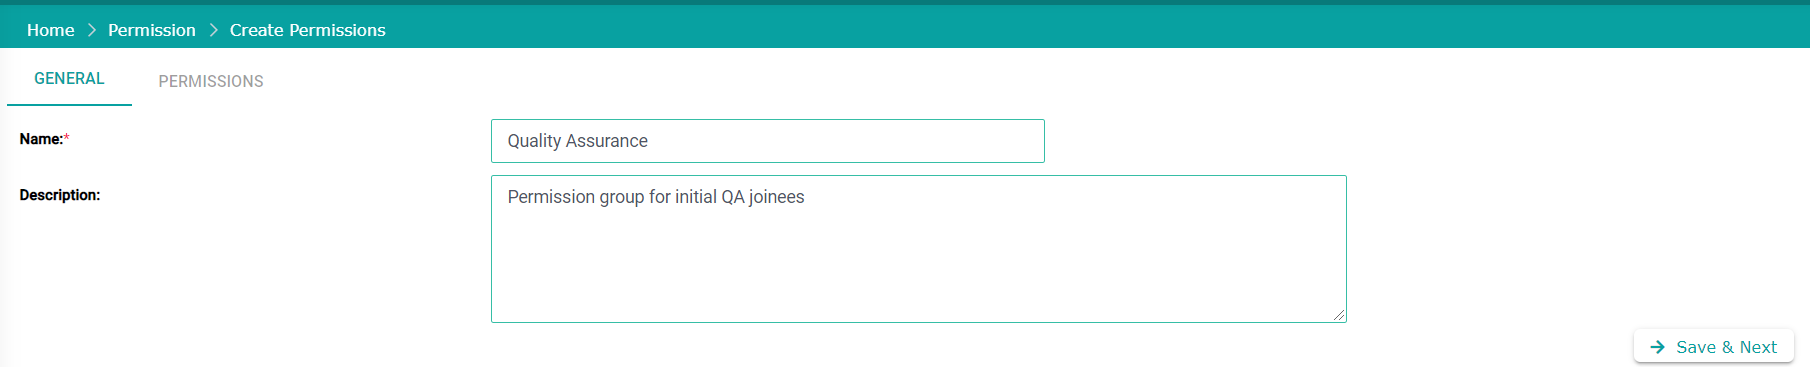 Home > Permission > Create Permissions
GENERAL PERMISSIONS
Name:* Quality Assurance
Description: Permission group for initial QA joinees
Save & Next